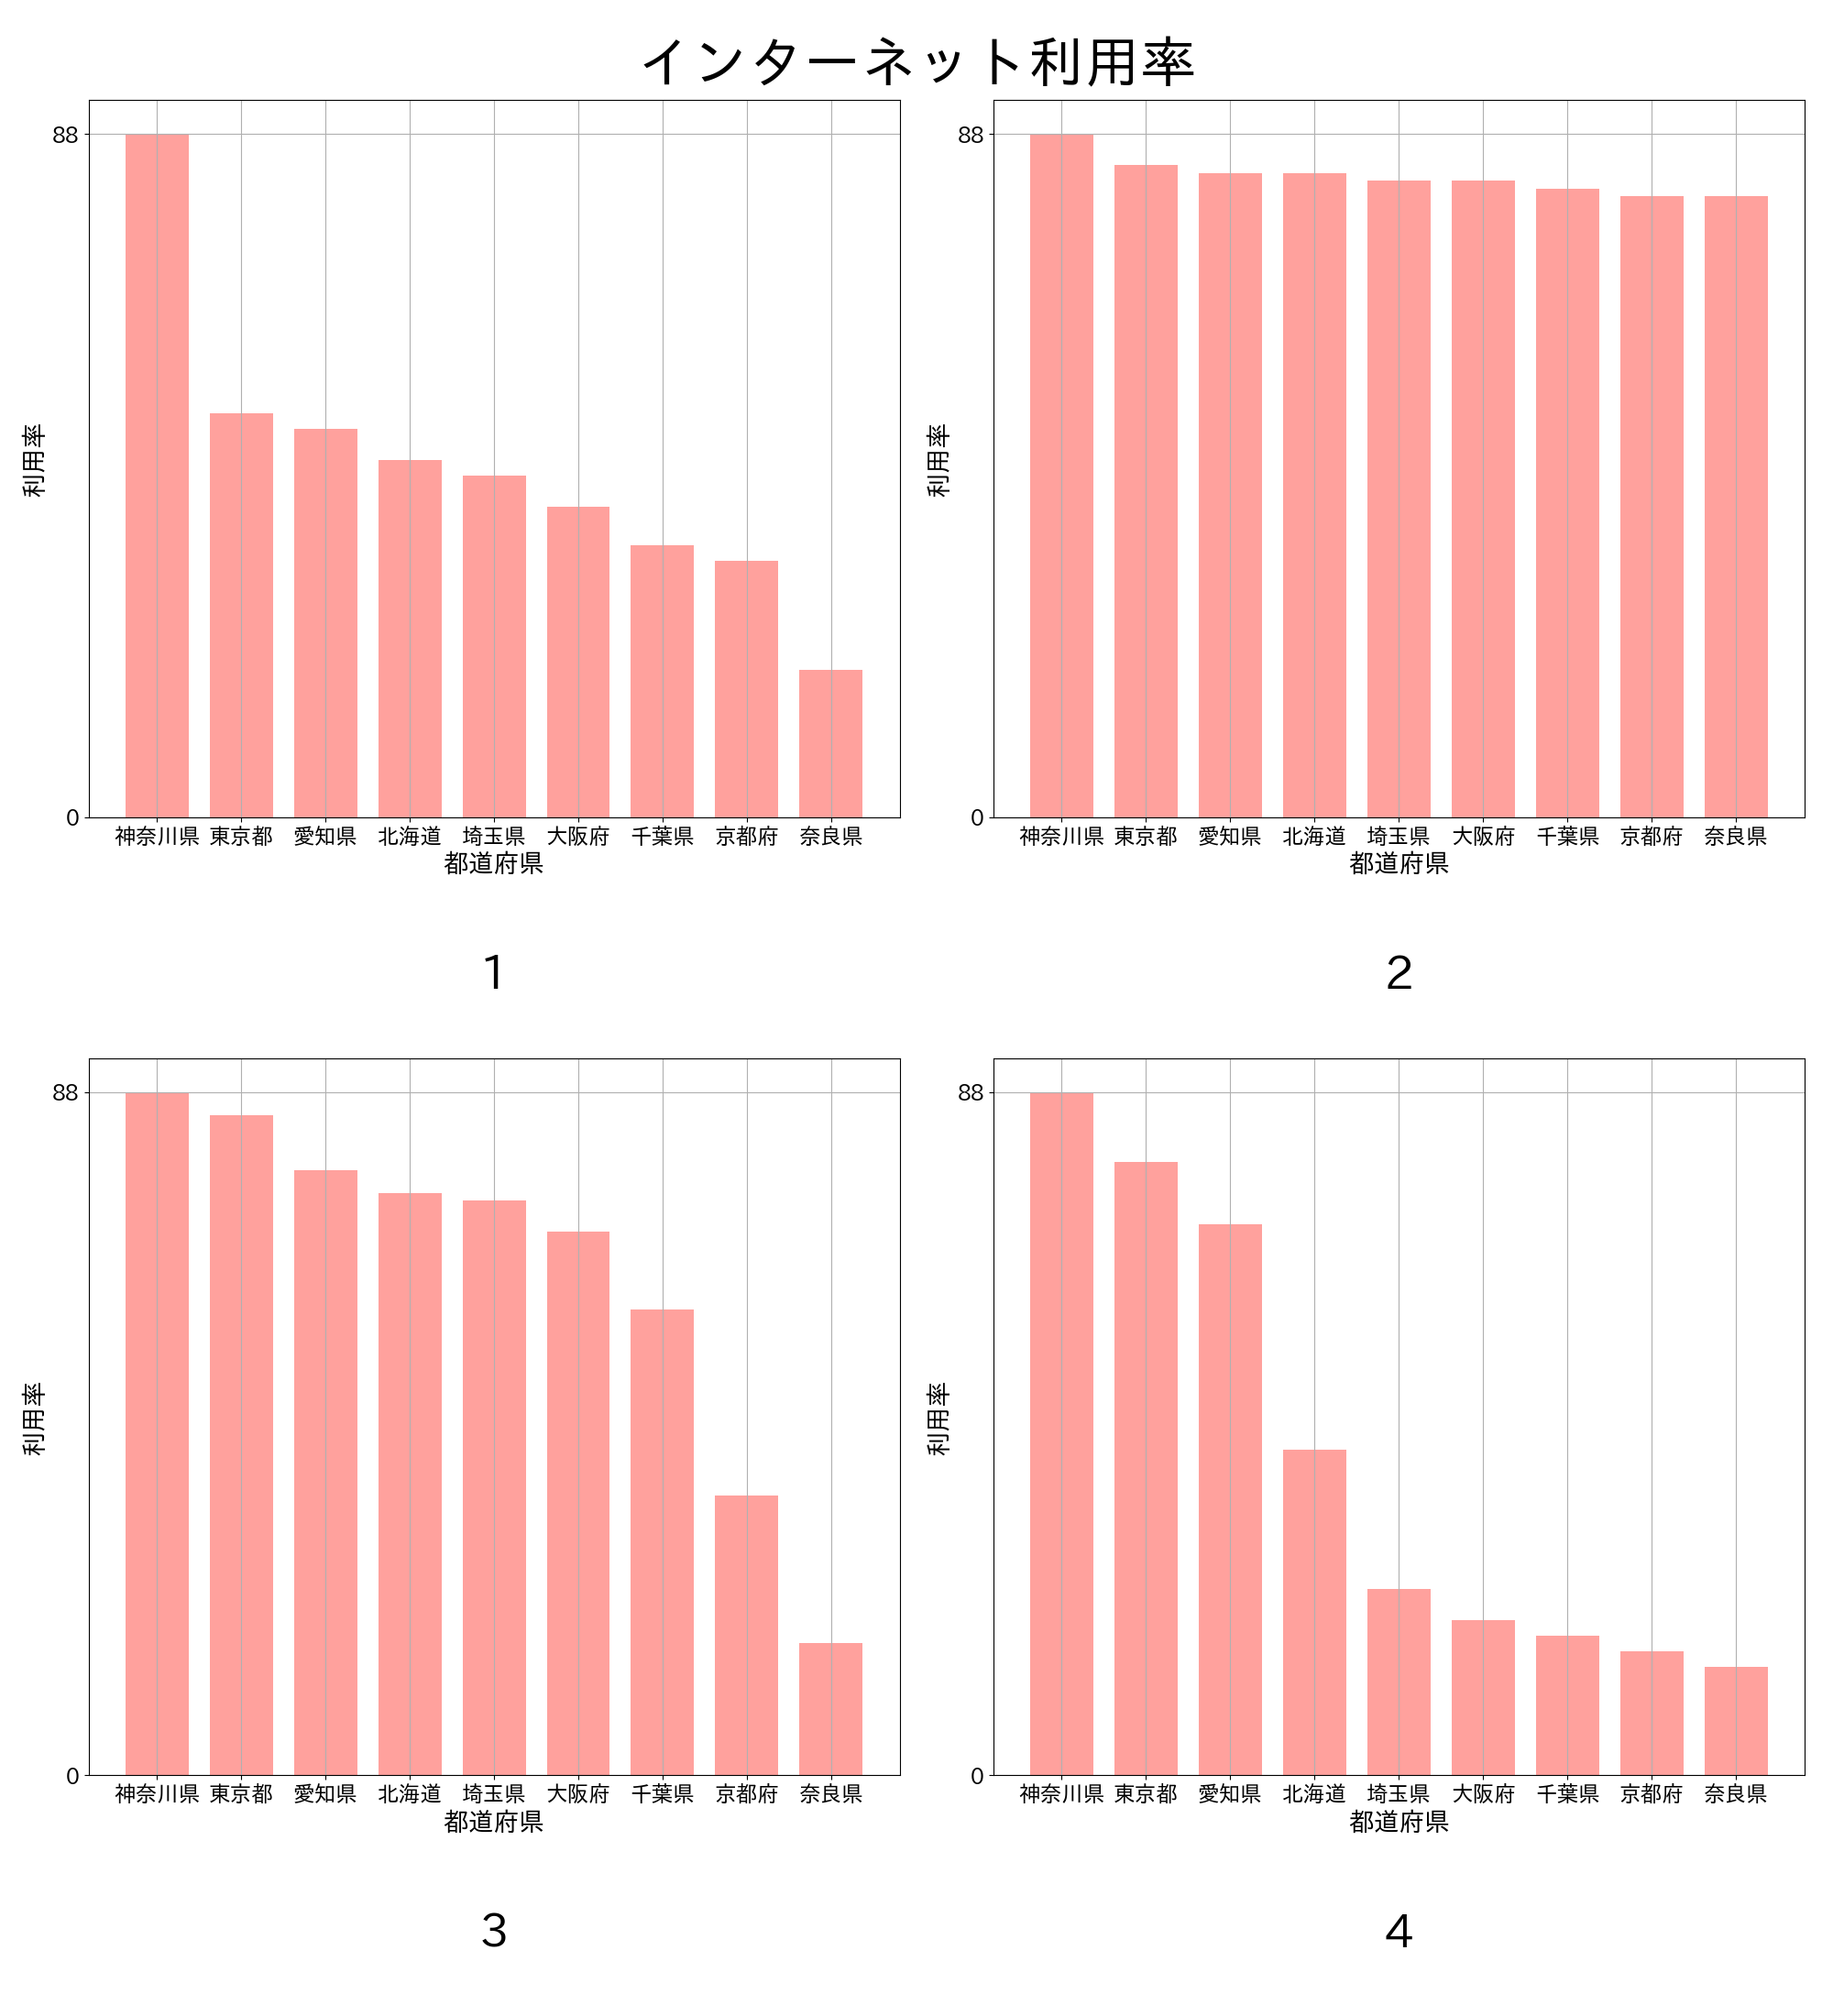 インターネット利用率
88
利用率
0
神奈川県 東京都 愛知県 北海道 埼玉県 大阪府 千葉県 京都府 奈良県
都道府県
1
88
利用率
0
神奈川県 東京都 愛知県 北海道 埼玉県 大阪府 千葉県 京都府 奈良県
都道府県
2
88
利用率
0
神奈川県 東京都 愛知県 北海道 埼玉県 大阪府 千葉県 京都府 奈良県
都道府県
3
88
利用率
0
神奈川県 東京都 愛知県 北海道 埼玉県 大阪府 千葉県 京都府 奈良県
都道府県
4